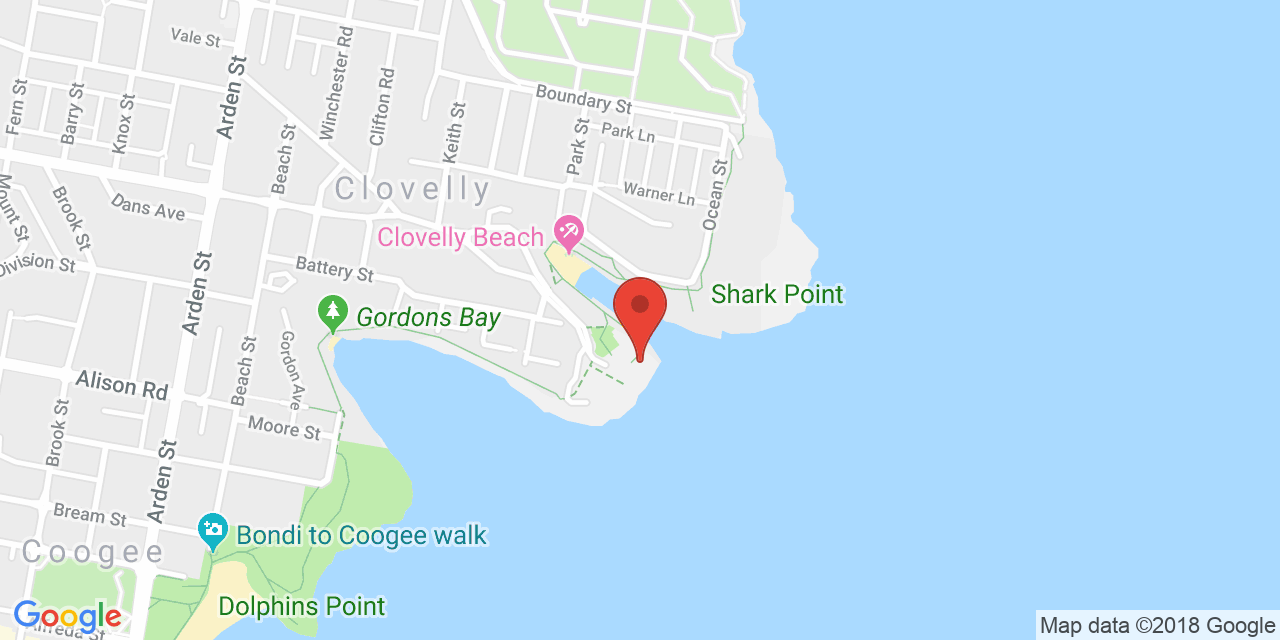 Vale St
Fern St
Barry St
Knox St
Arden St
Beach St
Winchester Rd
Clifton Rd
Keith St
Boundary St
Park St
Park Ln
Warner Ln
Ocean St
Clovelly
Mount St
Brook St
Dans Ave
Clovelly Beach
Division St
Arden St
Battery St
Shark Point
Gordons Bay
Beach St
Gordon Ave
Alison Rd
Moore St
Brook St
Arden St
Bream St
Bondi to Coogee walk
Coogee
Dolphins Point
Google
Alfreda St
Map data ©2018 Google